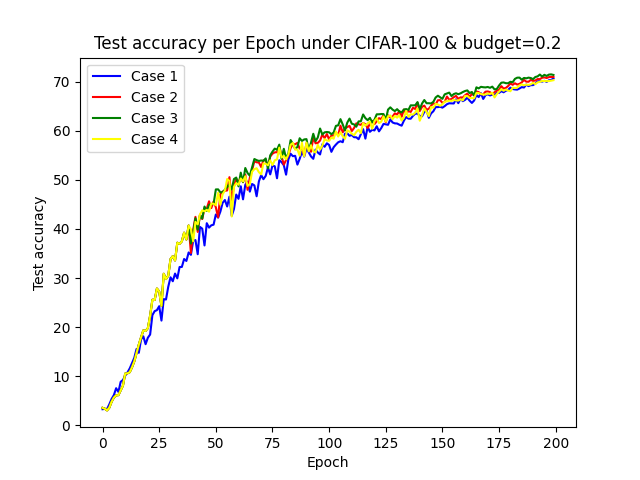 Test accuracy per Epoch under CIFAR-100 & budget=0.2
Case 1
Case 2
Case 3
Case 4
Test accuracy
70
60
50
40
30
20
10
0
0 25 50 75 100 125 150 175 200
Epoch